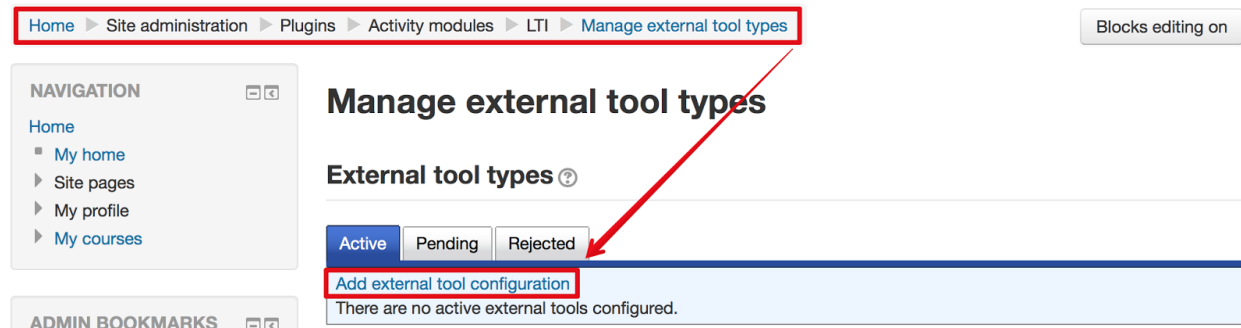 Home Site administration Plugins Activity modules LTI Manage external tool types
Blocks editing on
NAVIGATION
Home
My home
Site pages
My profile
My courses
Manage external tool types
External tool types
Active Pending Rejected
Add external tool configuration
There are no active external tools configured.
ADMIN BOOKMARKS